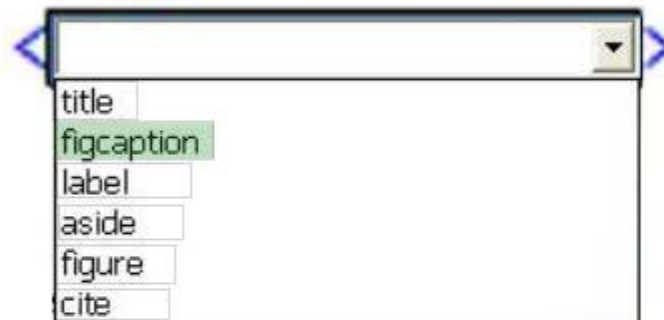 < >
title
figcaption
label
aside
figure
cite